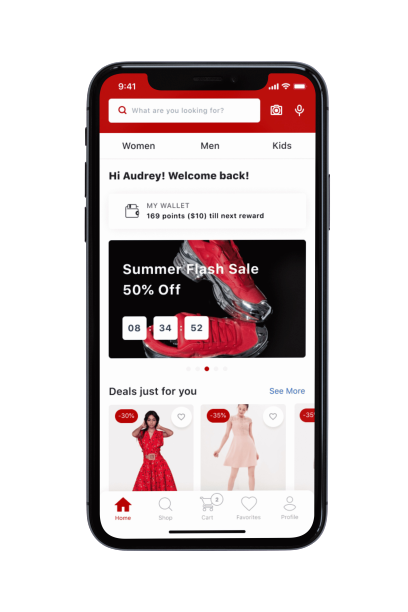 9:41
What are you looking for?
Women Men Kids
Hi Audrey! Welcome back!
MY WALLET
169 points ($10) till next reward
Summer Flash Sale
50% Off
08 : 34 : 52
Deals just for you See More
-30% -35% -35
2
Home Shop Cart Favorites Profile